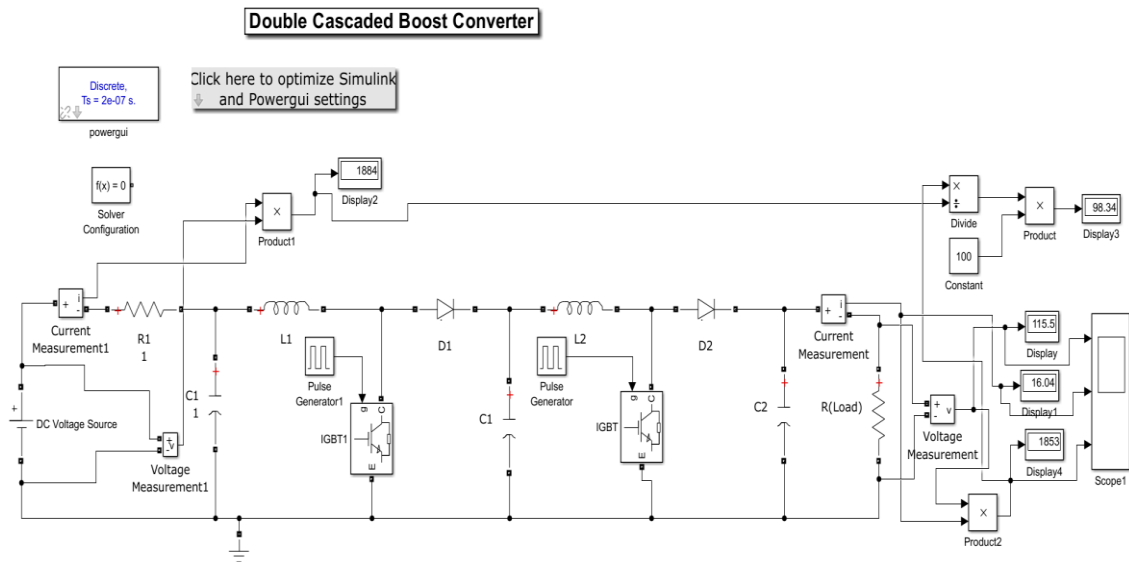 Double Cascaded Boost Converter
Discrete,
Ts = 2e-07 s.
powergui
Click here to optimize Simulink
and Powergui settings
f(x) = 0
Solver
Configuration
1884
Display2
×
Product1
×
÷
Divide
×
Product
98.34
Display3
100
Constant
+
i
-
Current
Measurement1
+
R1
1
+
C1
1
+
L1
Pulse
Generator1
g
C
E
IGBT1
D1
+
C1
+
L2
Pulse
Generator
g
C
E
IGBT
D2
+
C2
+
i
-
Current
Measurement
+
R(Load)
+
-
v
Voltage
Measurement
115.5
Display
16.04
Display1
1853
Display4
Scope1
×
Product2
+
DC Voltage Source
+
-
v
Voltage
Measurement1